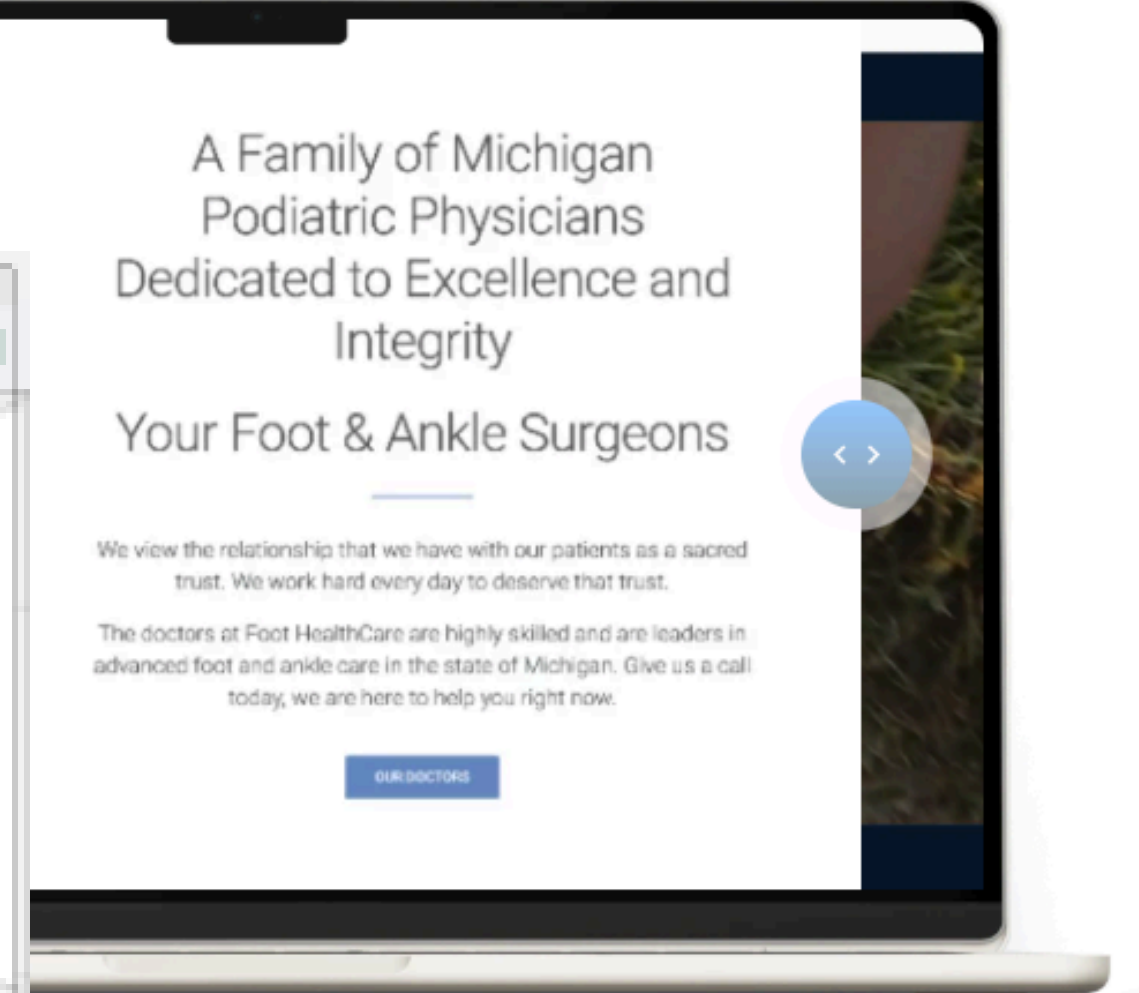 A Family of Michigan
Podiatric Physicians
Dedicated to Excellence and
Integrity
Your Foot & Ankle Surgeons
We view the relationship that we have with our patients as a sacred
trust. We work hard every day to deserve that trust.
The doctors at Foot HealthCare are highly skilled and are leaders in
advanced foot and ankle care in the state of Michigan. Give us a call
today, we are here to help you right now.
OUR DOCTORS